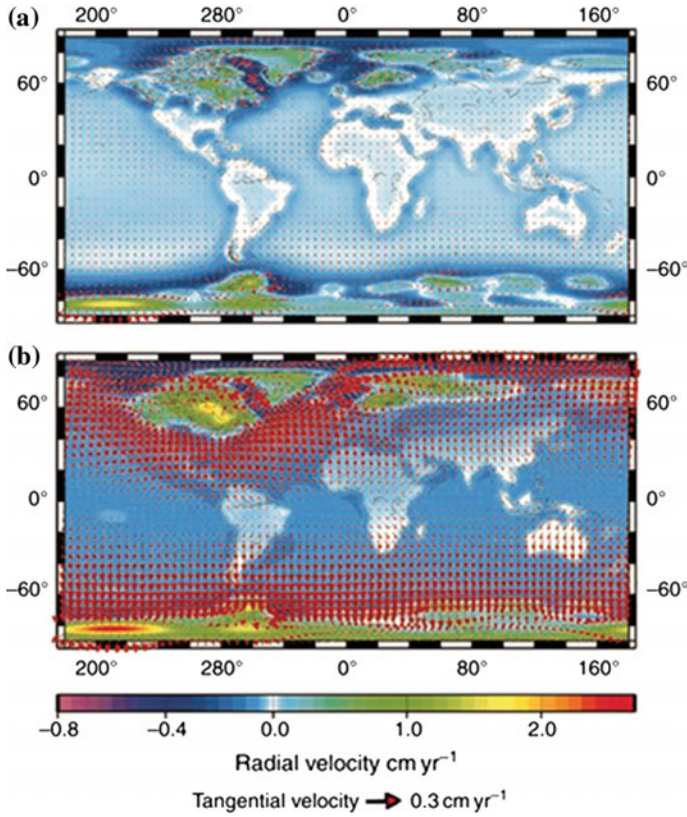 (a) 200° 280° 0° 80° 160°
60° 60°
0° 0°
−60° −60°
(b)
60° 60°
0° 0°
−60° −60°
200° 280° 0° 80° 160°
−0.8 −0.4 0.0 1.0 2.0
Radial velocity cm yr⁻¹
Tangential velocity 0.3 cm yr⁻¹